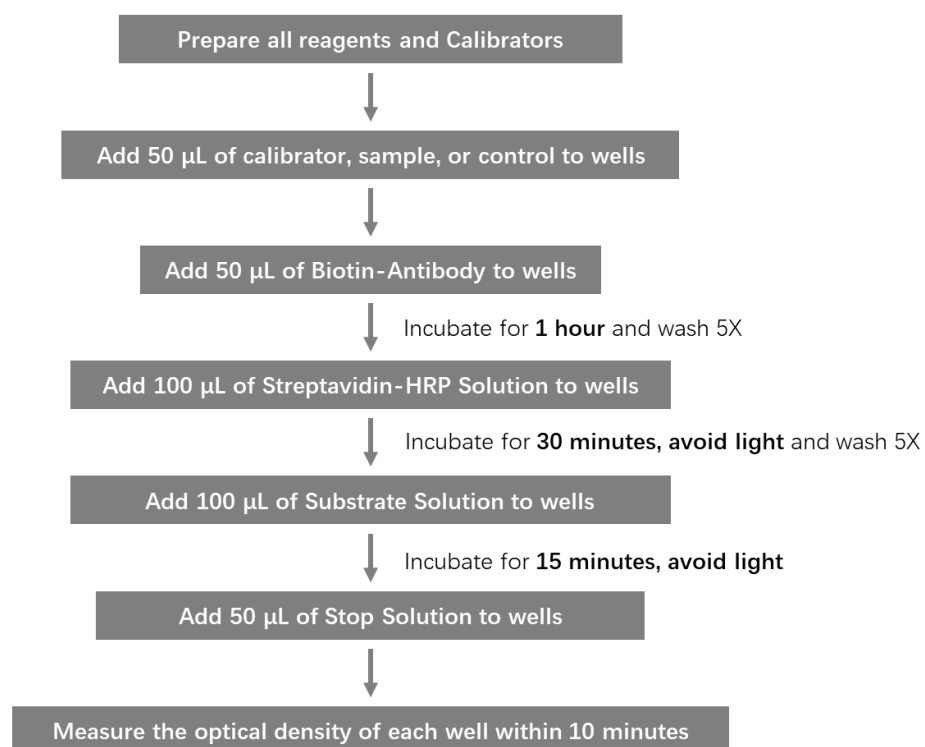 Prepare all reagents and Calibrators
Add 50 μL of calibrator, sample, or control to wells
Add 50 μL of Biotin-Antibody to wells
Incubate for 1 hour and wash 5X
Add 100 μL of Streptavidin-HRP Solution to wells
Incubate for 30 minutes, avoid light and wash 5X
Add 100 μL of Substrate Solution to wells
Incubate for 15 minutes, avoid light
Add 50 μL of Stop Solution to wells
Measure the optical density of each well within 10 minutes